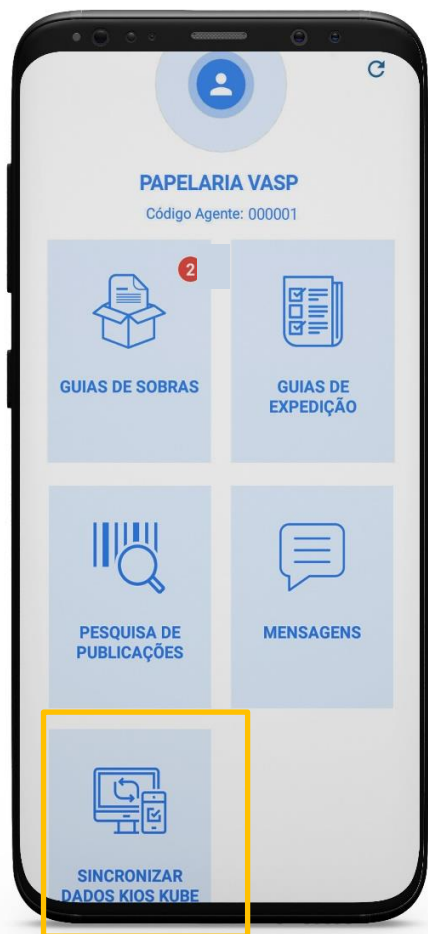 PAPELARIA VASP
Código Agente: 000001
2
GUIAS DE SOBRAS
GUIAS DE
EXPEDIÇÃO
PESQUISA DE
PUBLICAÇÕES
MENSAGENS
SINCRONIZAR
DADOS KIOS KUBE